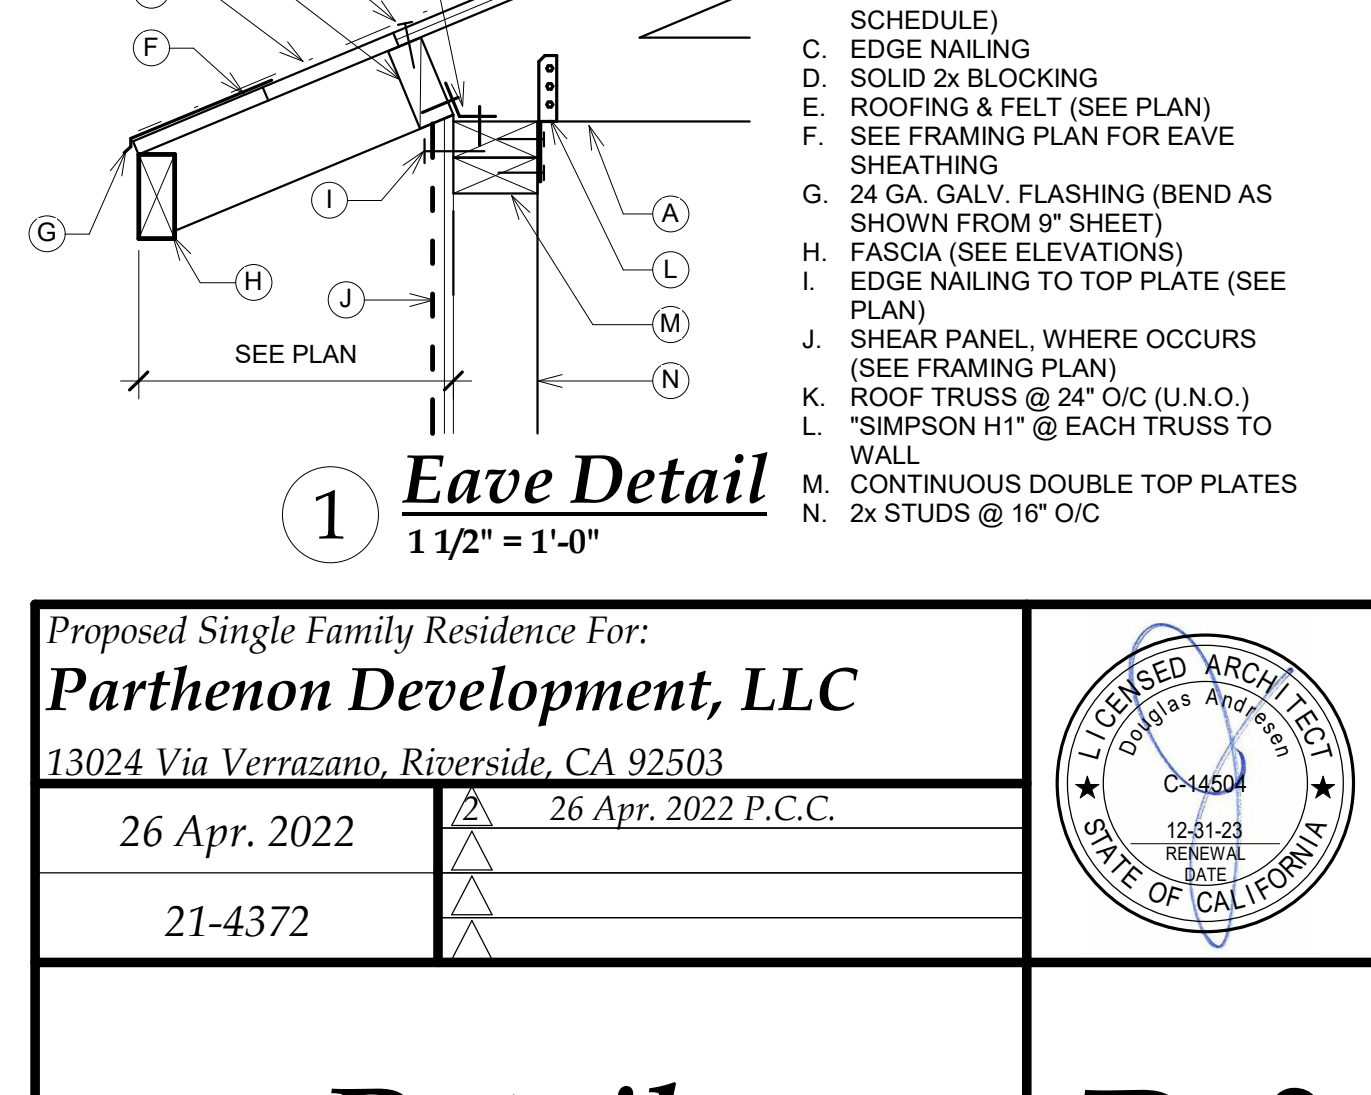 SCHEDULE)
C. EDGE NAILING
D. SOLID 2x BLOCKING
E. ROOFING & FELT (SEE PLAN)
F. SEE FRAMING PLAN FOR EAVE
SHEATHING
G. 24 GA. GALV. FLASHING (BEND AS
SHOWN FROM 9" SHEET)
H. FASCIA (SEE ELEVATIONS)
I. EDGE NAILING TO TOP PLATE (SEE
PLAN)
J. SHEAR PANEL, WHERE OCCURS
(SEE FRAMING PLAN)
K. ROOF TRUSS @ 24" O/C (U.N.O.)
L. "SIMPSON H1" @ EACH TRUSS TO
WALL
M. CONTINUOUS DOUBLE TOP PLATES
N. 2x STUDS @ 16" O/C
F
G
H
I
J
A
L
M
N
SEE PLAN
1 Eave Detail
1 1/2" = 1'-0"
Proposed Single Family Residence For:
Parthenon Development, LLC
13024 Via Verrazano, Riverside, CA 92503
26 Apr. 2022
21-4372
2 26 Apr. 2022 P.C.C.
LICENSED ARCHITECT
Douglas Andresen
C-14504
12-31-23
RENEWAL
DATE
STATE OF CALIFORNIA